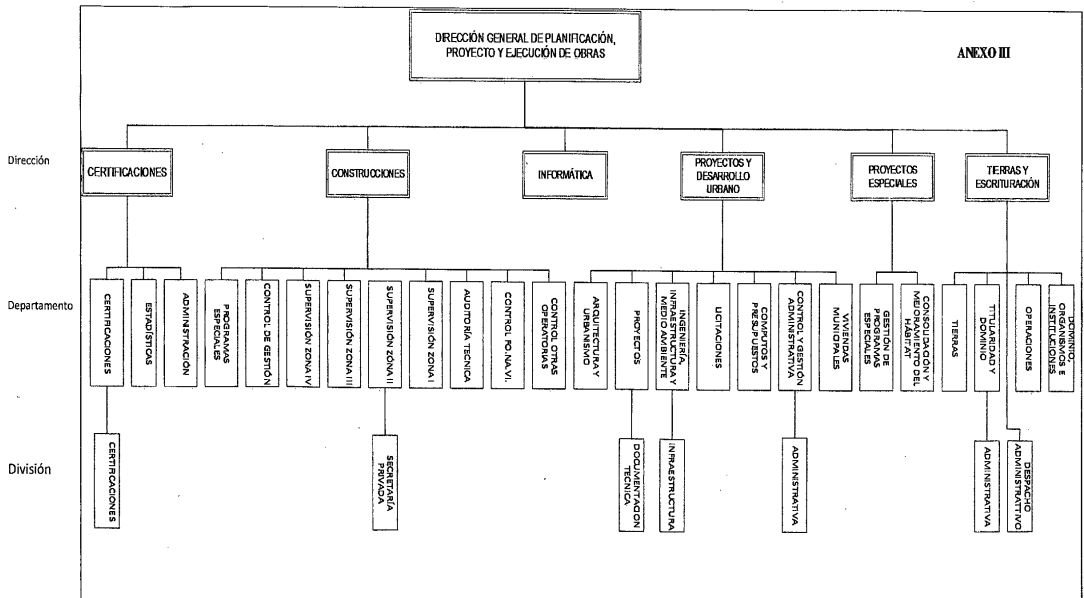 DIRECCIÓN GENERAL DE PLANIFICACIÓN,
PROYECTO Y EJECUCIÓN DE OBRAS
ANEXO III
Dirección
CERTIFICACIONES
CONSTRUCCIONES
INFORMÁTICA
PROYECTOS Y
DESARROLLO
URBANO
PROYECTOS
ESPECIALES
TIERRAS Y
ESCRITURACIÓN
Departamento
CERTIFICACIONES
ESTADÍSTICAS
ADMINISTRACIÓN
PROGRAMAS
ESPECIALES
CONTROL DE GESTIÓN
SUPERVISIÓN ZONA IV
SUPERVISIÓN ZONA III
SUPERVISIÓN ZONA II
SUPERVISIÓN ZONA I
AUDITORÍA TECNICA
CONTROL FO.NA.VI.
CONTROL OTRAS
OPERATORIAS
ARQUITECTURA Y
URBANISMO
PROYECTOS
INGENIERÍA,
INFRAESTRUCTURA Y
MEDIO AMBIENTE
LICITACIONES
COMPUTOS Y
PRESUPUESTOS
CONTROL Y GESTIÓN
ADMINISTRATIVA
VIVIENDAS
MUNICIPALES
GESTIÓN DE
PROGRAMAS
ESPECIALES
CONSOLIDACIÓN Y
MEJORAMIENTO DEL
HÁBITAT
TIERRAS
TITULARIDAD Y
DOMINIO
OPERACIONES
DOMINIO,
ORGANISMOS E
INSTITUCIONES
División
CERTIFICACIONES
SECRETARÍA
PRIVADA
DOCUMENTACION
TECNICA
INFRAESTRUCTURA
ADMINISTRATIVA
ADMINISTRATIVA
DESPACHO
ADMINISTRATTIVO